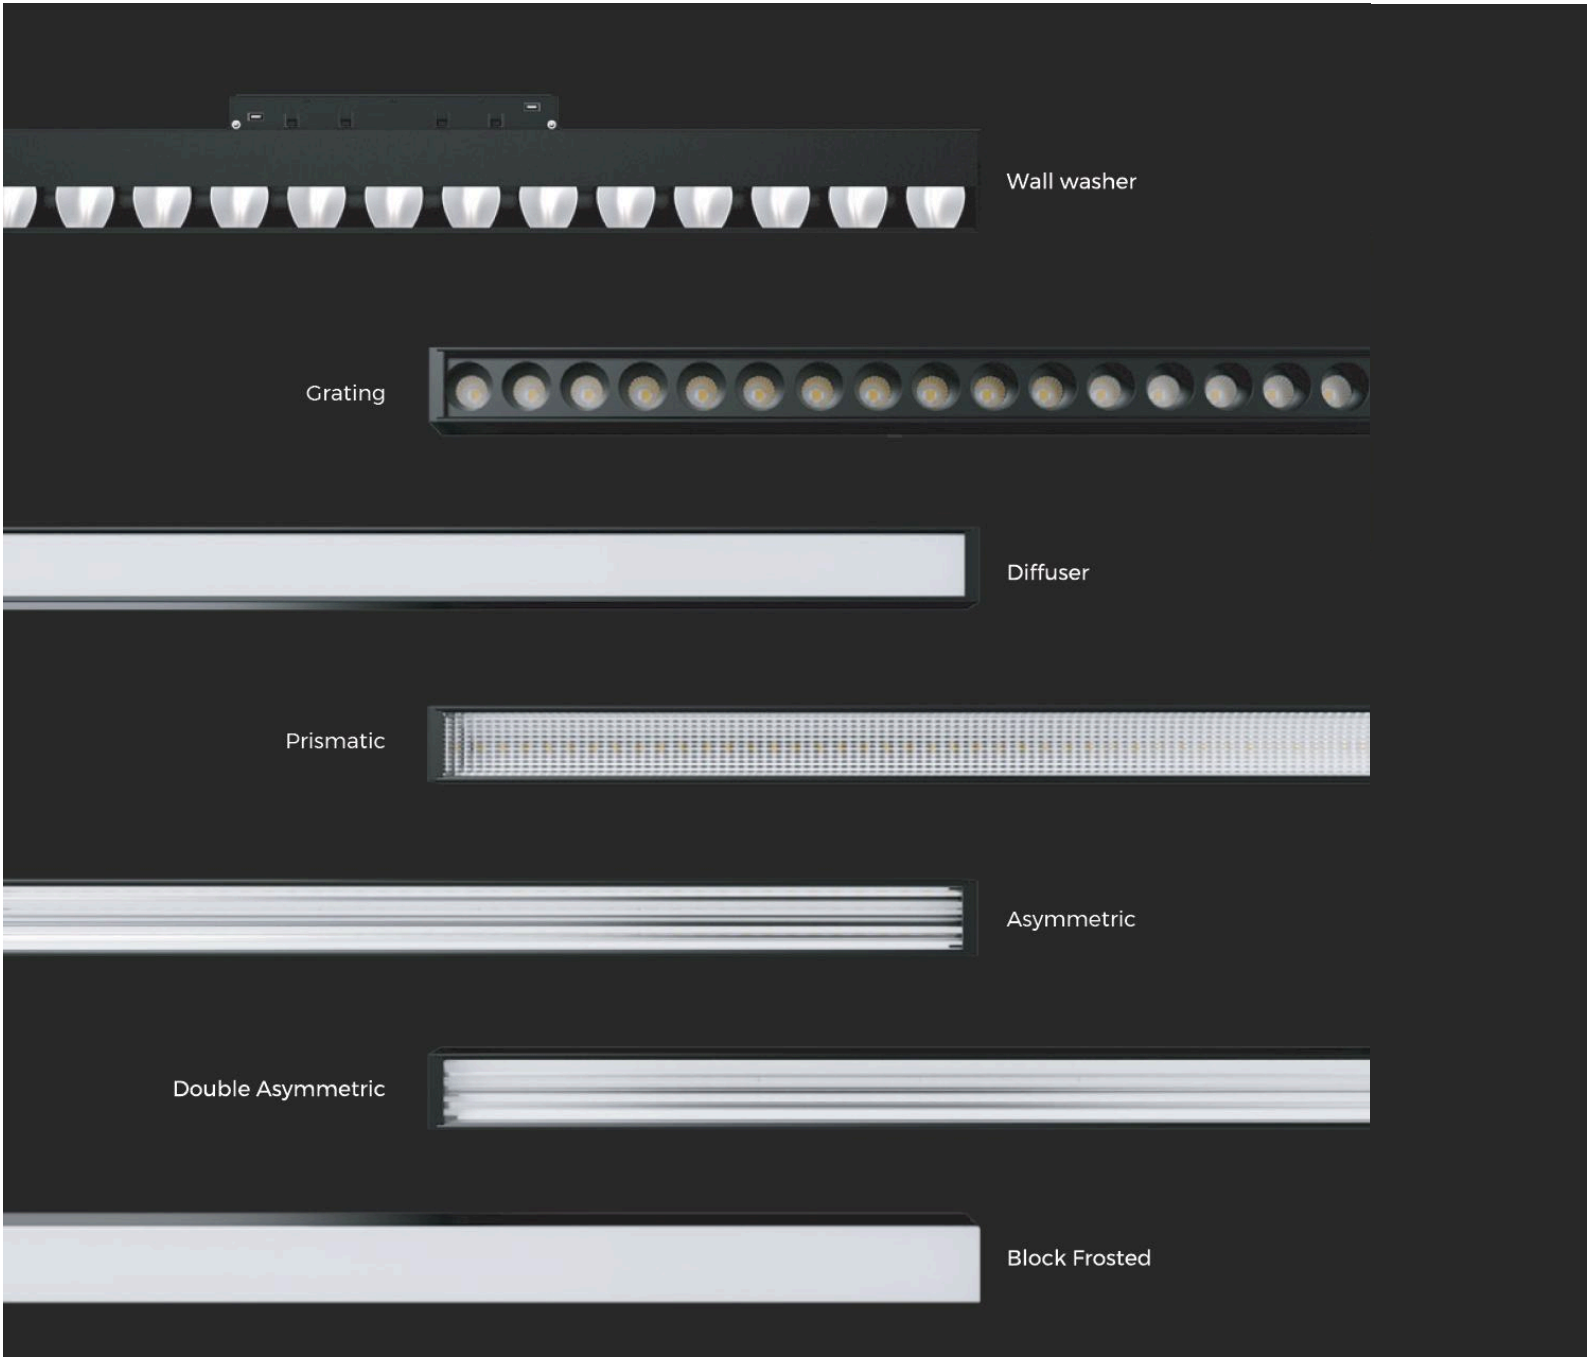 Wall washer
Grating
Diffuser
Prismatic
Asymmetric
Double Asymmetric
Block Frosted